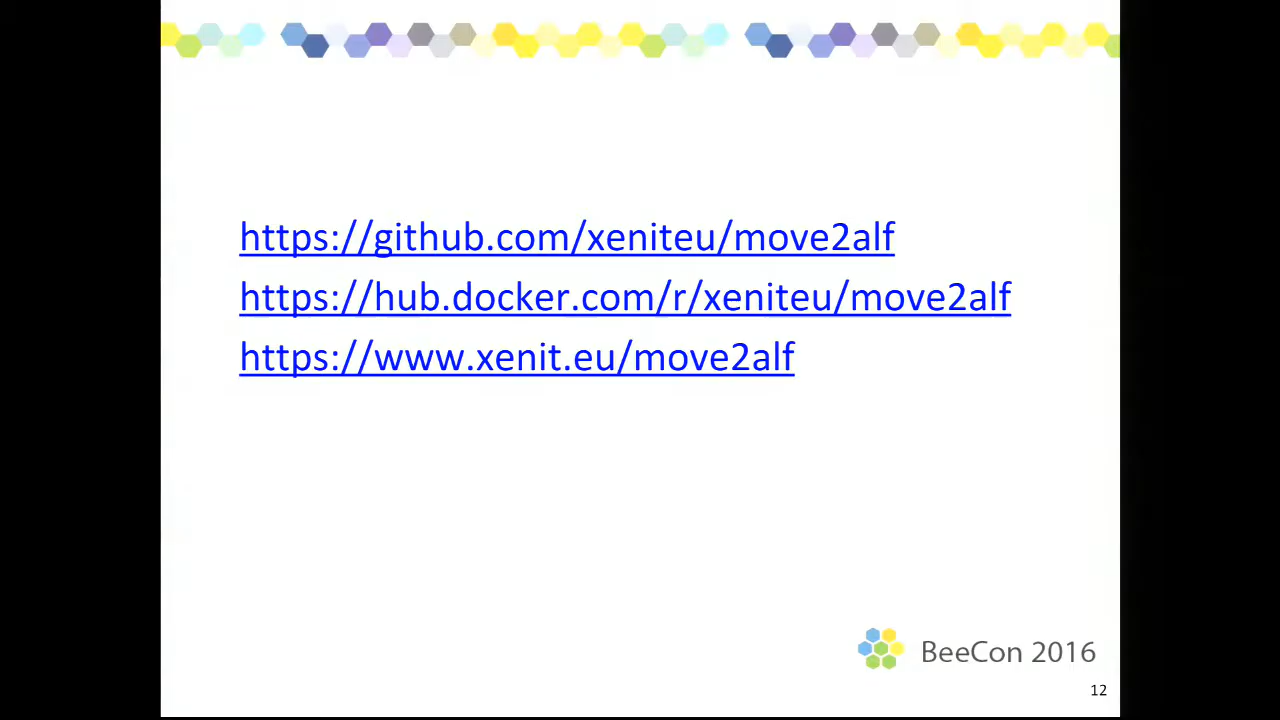 https://github.com/xeniteu/move2alf
https://hub.docker.com/r/xeniteu/move2alf
https://www.xenit.eu/move2alf
BeeCon 2016
12